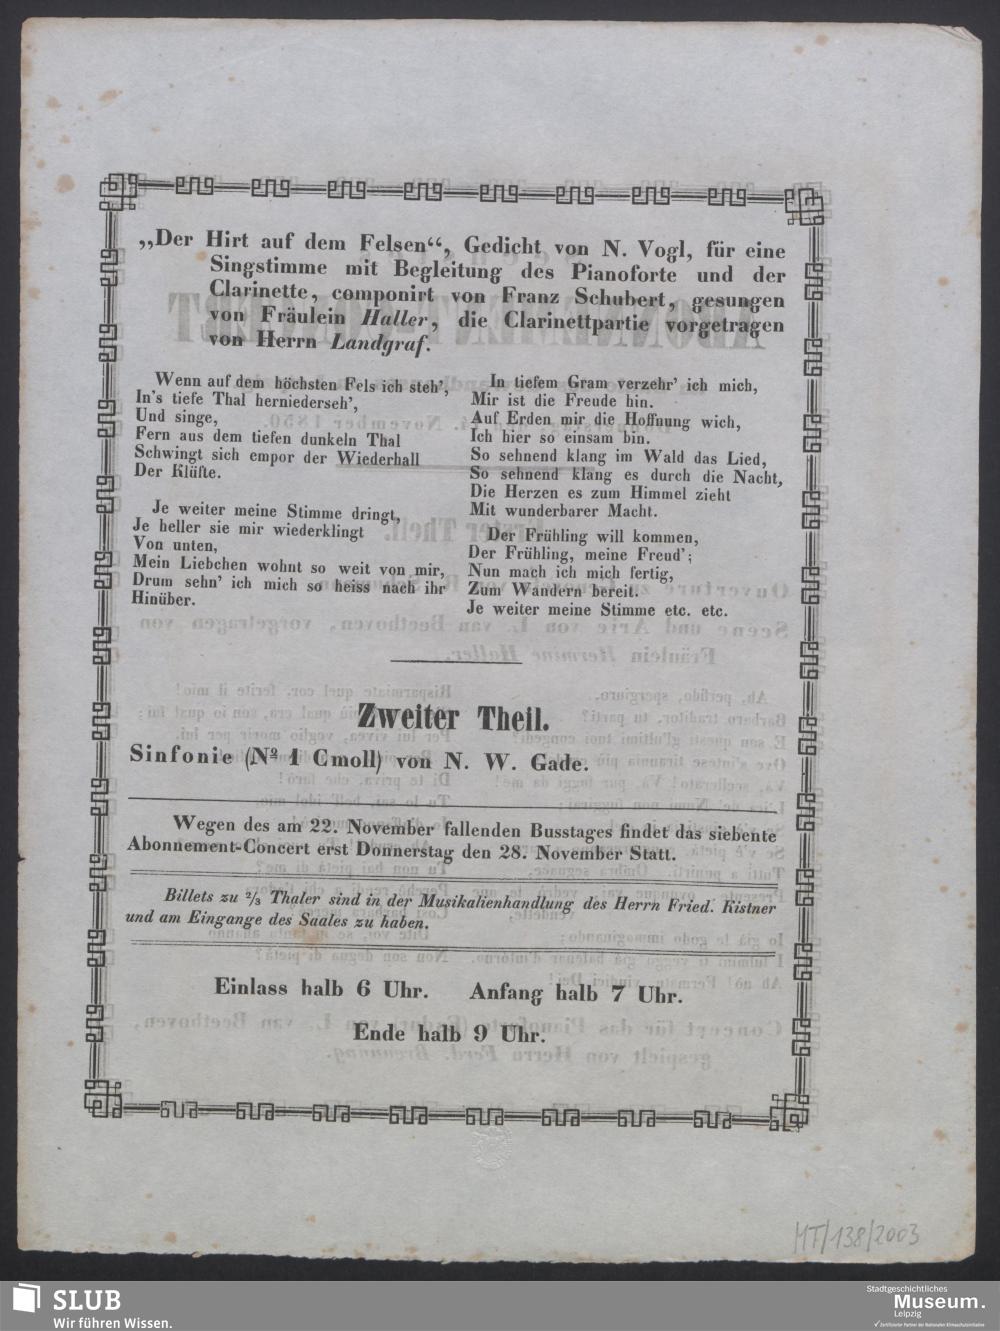 „Der Hirt auf dem Felsen“, Gedicht von N. Vogl, für eine
Singstimme mit Begleitung des Pianoforte und der
Clarinette, componirt von Franz Schubert, gesungen
von Fräulein Haller, die Clarinettpartie vorgetragen
von Herrn Landgraf.
Wenn auf dem höchsten Fels ich steh’,
In’s tiefe Thal herniederseh’,
Und singe,
Fern aus dem tiefen dunkeln Thal
Schwingt sich empor der Wiederhall
Der Klüfte.
Je weiter meine Stimme dringt,
Je heller sie mir wiederklingt
Von unten,
Mein Liebchen wohnt so weit von mir,
Drum sehn’ ich mich so heiss nach ihr
Hinüber.
In tiefem Gram verzehr’ ich mich,
Mir ist die Freude hin.
Auf Erden mir die Hoffnung wich,
Ich hier so einsam bin.
So sehnend klang im Wald das Lied,
So sehnend klang es durch die Nacht,
Die Herzen es zum Himmel zieht
Mit wunderbarer Macht.
Der Frühling will kommen,
Der Frühling, meine Freud’;
Nun mach ich mich fertig,
Zum Wandern bereit.
Je weiter meine Stimme etc. etc.
Zweiter Theil.
Sinfonie (Nº 1 Cmoll) von N. W. Gade.
Wegen des am 22. November fallenden Busstages findet das siebente
Abonnement-Concert erst Donnerstag den 28. November Statt.
Billets zu ⅔ Thaler sind in der Musikalienhandlung des Herrn Fried. Kistner
und am Eingange des Saales zu haben.
Einlass halb 6 Uhr. Anfang halb 7 Uhr.
Ende halb 9 Uhr.
MT/138/2003
SLUB
Wir führen Wissen.
Stadtgeschichtliches
Museum.
Leipzig
Zertifizierter Partner der Nationalen Klimaschutzinitiative